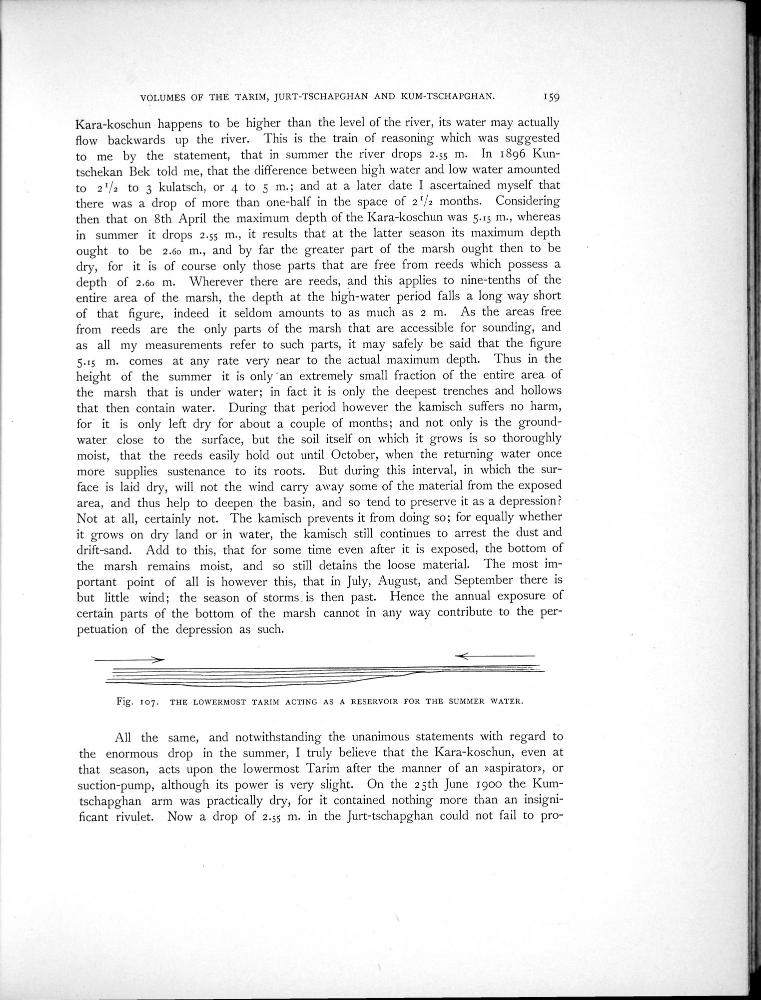 VOLUMES OF THE TARIM, JURT-TSCHAPGHAN AND KUM-TSCHAPGHAN. 159
Kara-koschun happens to be higher than the level of the river, its water may actually
flow backwards up the river. This is the train of reasoning which was suggested
to me by the statement, that in summer the river drops 2.55 m. In 1896 Kun-
tschekan Bek told me, that the difference between high water and low water amounted
to 2 1/2 to 3 kulatsch, or 4 to 5 m.; and at a later date I ascertained myself that
there was a drop of more than one-half in the space of 2 1/2 months. Considering
then that on 8th April the maximum depth of the Kara-koschun was 5.15 m., whereas
in summer it drops 2.55 m., it results that at the latter season its maximum depth
ought to be 2.60 m., and by far the greater part of the marsh ought then to be
dry, for it is of course only those parts that are free from reeds which possess a
depth of 2.60 m. Wherever there are reeds, and this applies to nine-tenths of the
entire area of the marsh, the depth at the high-water period falls a long way short
of that figure, indeed it seldom amounts to as much as 2 m. As the areas free
from reeds are the only parts of the marsh that are accessible for sounding, and
as all my measurements refer to such parts, it may safely be said that the figure
5.15 m. comes at any rate very near to the actual maximum depth. Thus in the
height of the summer it is only an extremely small fraction of the entire area of
the marsh that is under water; in fact it is only the deepest trenches and hollows
that then contain water. During that period however the kamisch suffers no harm,
for it is only left dry for about a couple of months; and not only is the ground-
water close to the surface, but the soil itself on which it grows is so thoroughly
moist, that the reeds easily hold out until October, when the returning water once
more supplies sustenance to its roots. But during this interval, in which the sur-
face is laid dry, will not the wind carry away some of the material from the exposed
area, and thus help to deepen the basin, and so tend to preserve it as a depression?
Not at all, certainly not. The kamisch prevents it from doing so; for equally whether
it grows on dry land or in water, the kamisch still continues to arrest the dust and
drift-sand. Add to this, that for some time even after it is exposed, the bottom of
the marsh remains moist, and so still detains the loose material. The most im-
portant point of all is however this, that in July, August, and September there is
but little wind; the season of storms is then past. Hence the annual exposure of
certain parts of the bottom of the marsh cannot in any way contribute to the per-
petuation of the depression as such.
Fig. 107. THE LOWERMOST TARIM ACTING AS A RESERVOIR FOR THE SUMMER WATER.
All the same, and notwithstanding the unanimous statements with regard to
the enormous drop in the summer, I truly believe that the Kara-koschun, even at
that season, acts upon the lowermost Tarim after the manner of an »aspirator», or
suction-pump, although its power is very slight. On the 25th June 1900 the Kum-
tschapghan arm was practically dry, for it contained nothing more than an insigni-
ficant rivulet. Now a drop of 2.55 m. in the Jurt-tschapghan could not fail to pro-